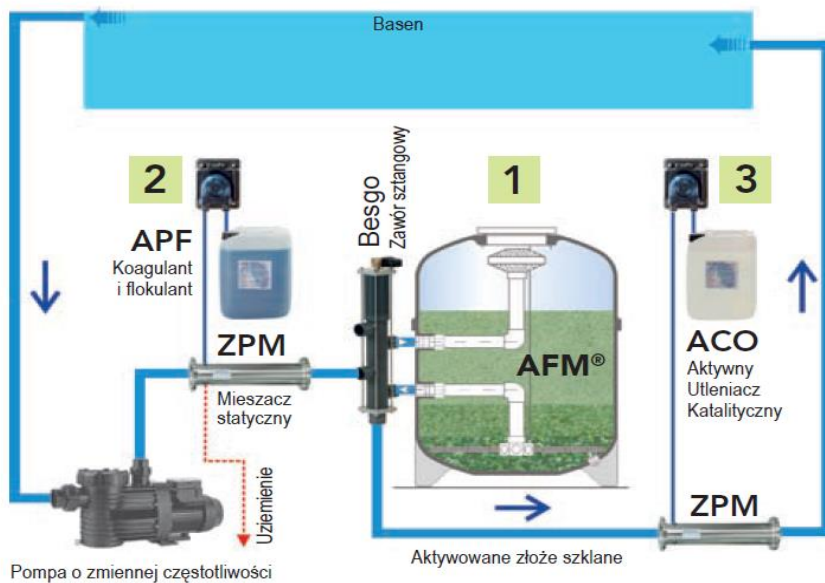 Basen
2
APF
Koagulant
i flokulant
ZPM
Mieszacz
statyczny
Uziemienie
Pompa o zmiennej częstotliwości
Besgo
Zawór sztangowy
1
AFM®
Aktywowane złoże szklane
3
ACO
Aktywny
Utleniacz
Katalityczny
ZPM